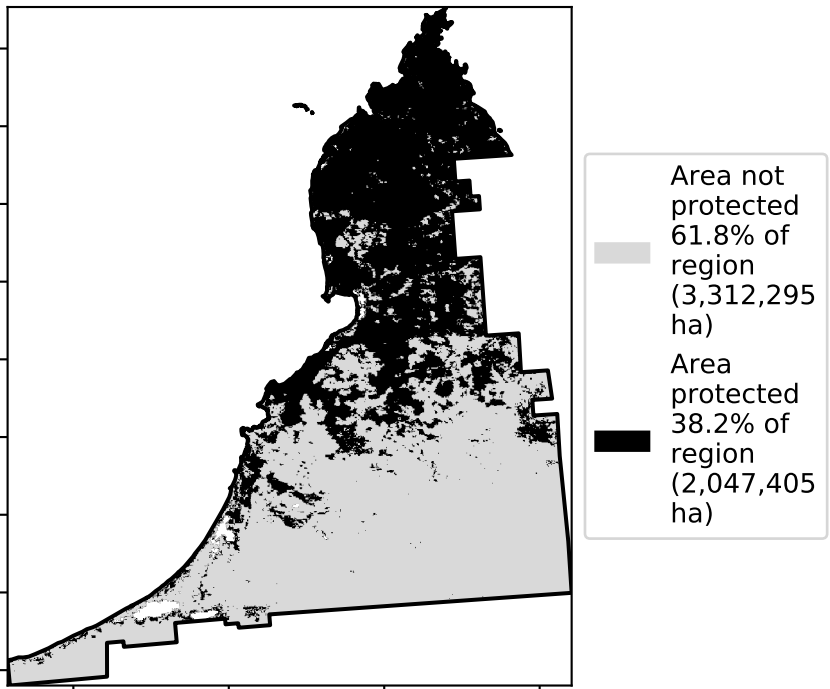 Area not
protected
61.8% of
region
(3,312,295
ha)
Area
protected
38.2% of
region
(2,047,405
ha)